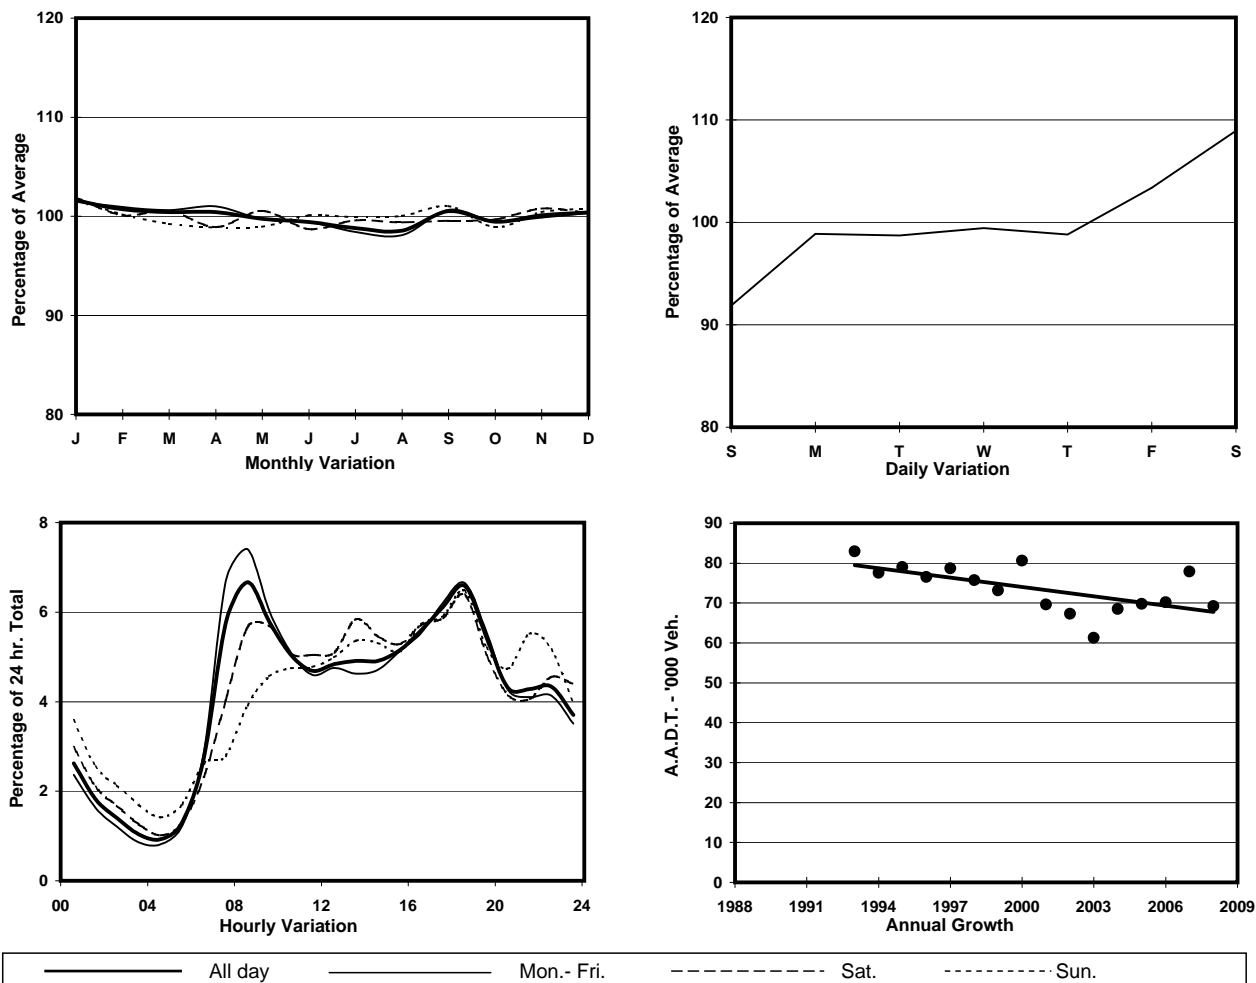 120
110
100
90
80
Percentage of Average
J F M A M J J A S O N D
Monthly Variation
120
110
100
90
80
Percentage of Average
S M T W T F S
Daily Variation
8
6
4
2
0
Percentage of 24 hr. Total
00 04 08 12 16 20 24
Hourly Variation
90
80
70
60
50
40
30
20
10
0
A.A.D.T. - '000 Veh.
1988 1991 1994 1997 2000 2003 2006 2009
Annual Growth
All day Mon.- Fri. Sat. Sun.